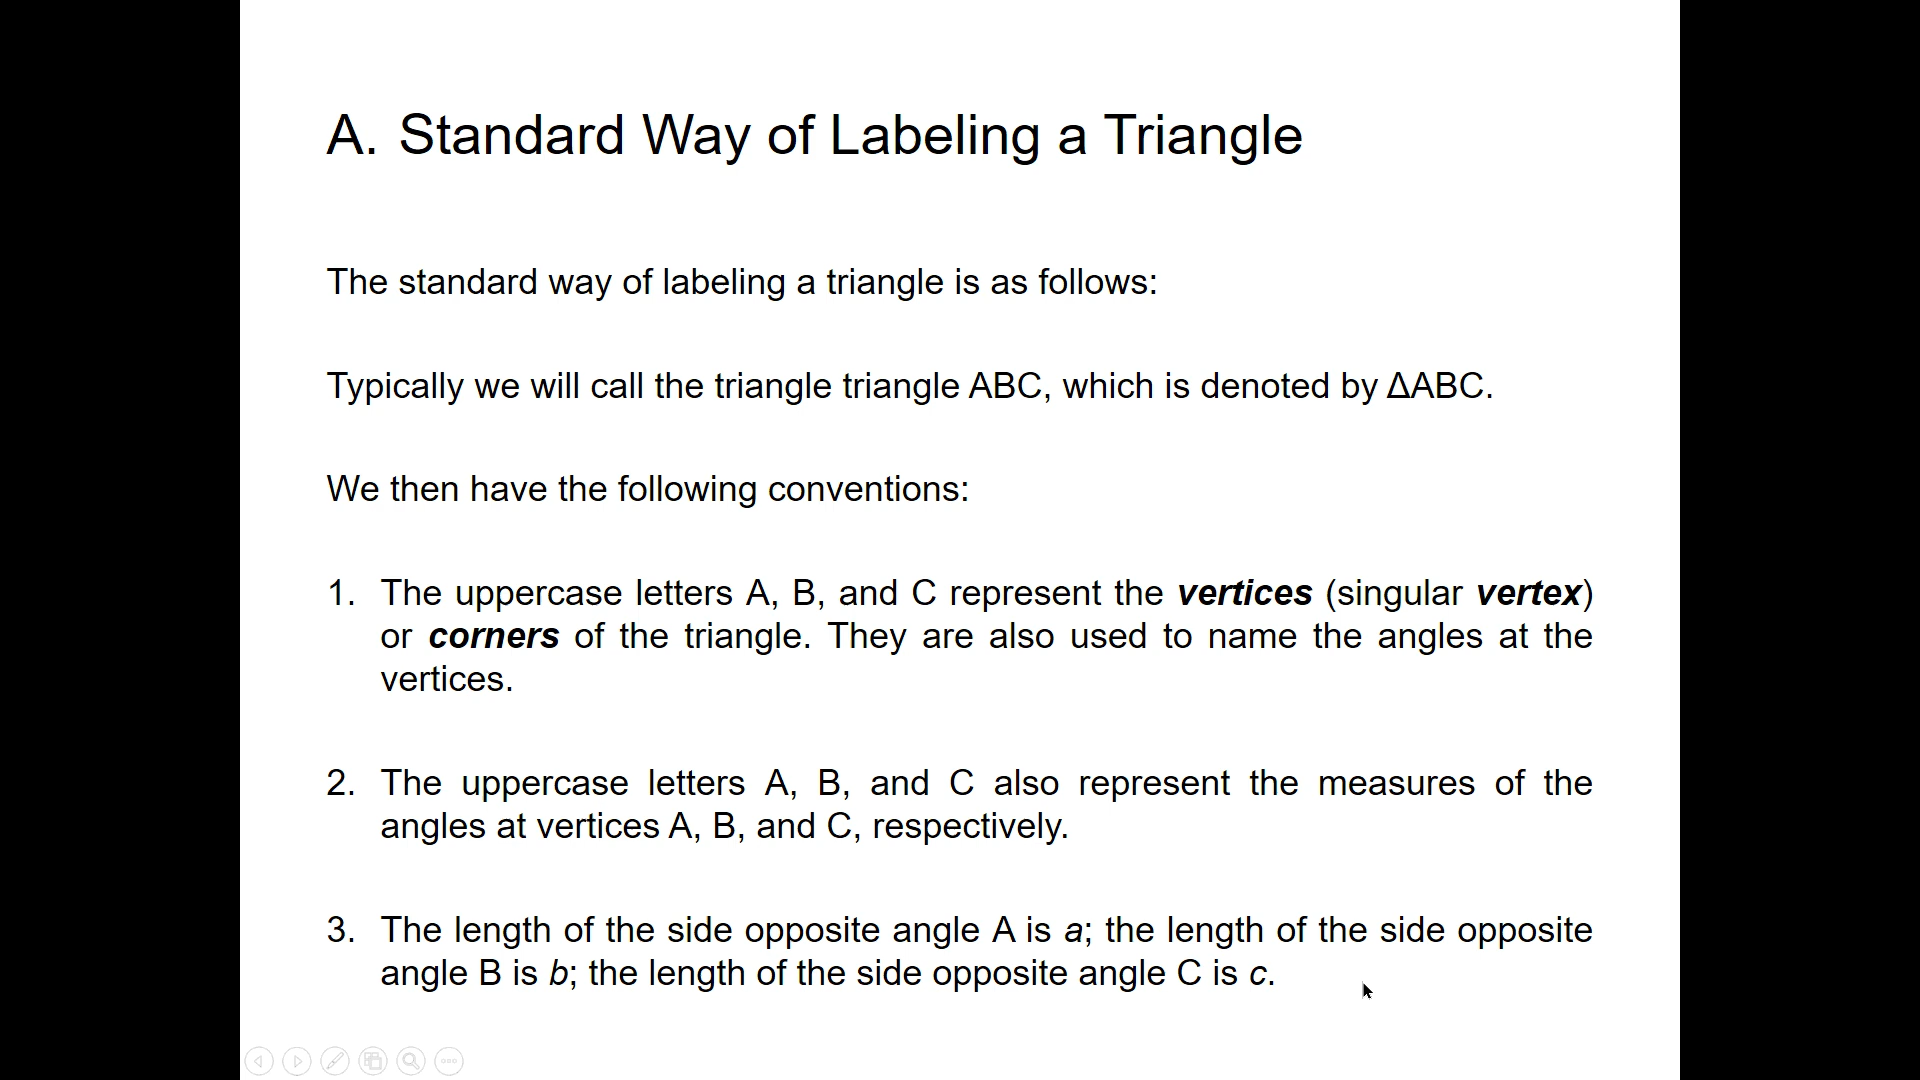 A. Standard Way of Labeling a Triangle
The standard way of labeling a triangle is as follows:
Typically we will call the triangle triangle ABC, which is denoted by ΔABC.
We then have the following conventions:
1. The uppercase letters A, B, and C represent the vertices (singular vertex)
or corners of the triangle. They are also used to name the angles at the
vertices.
2. The uppercase letters A, B, and C also represent the measures of the
angles at vertices A, B, and C, respectively.
3. The length of the side opposite angle A is a; the length of the side opposite
angle B is b; the length of the side opposite angle C is c.